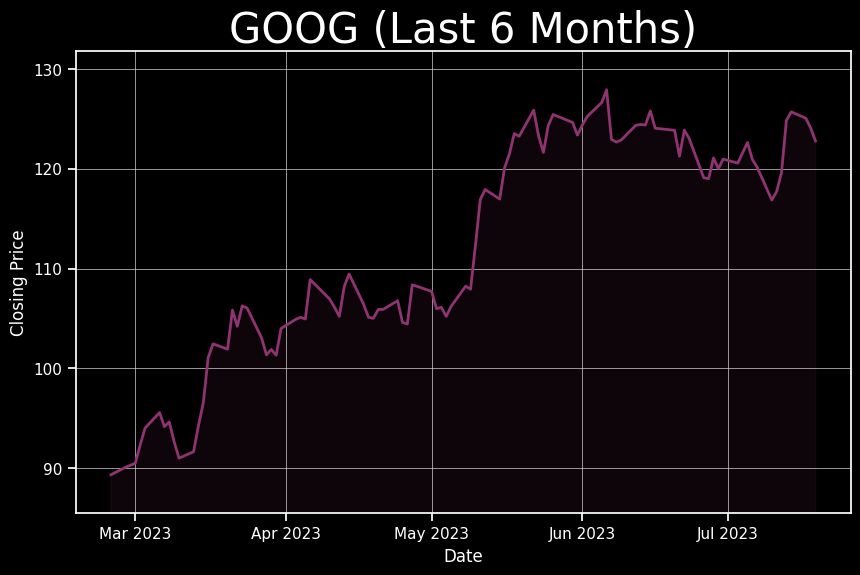 GOOG (Last 6 Months)
130
120
110
100
90
Closing Price
Mar 2023
Apr 2023
May 2023
Jun 2023
Jul 2023
Date